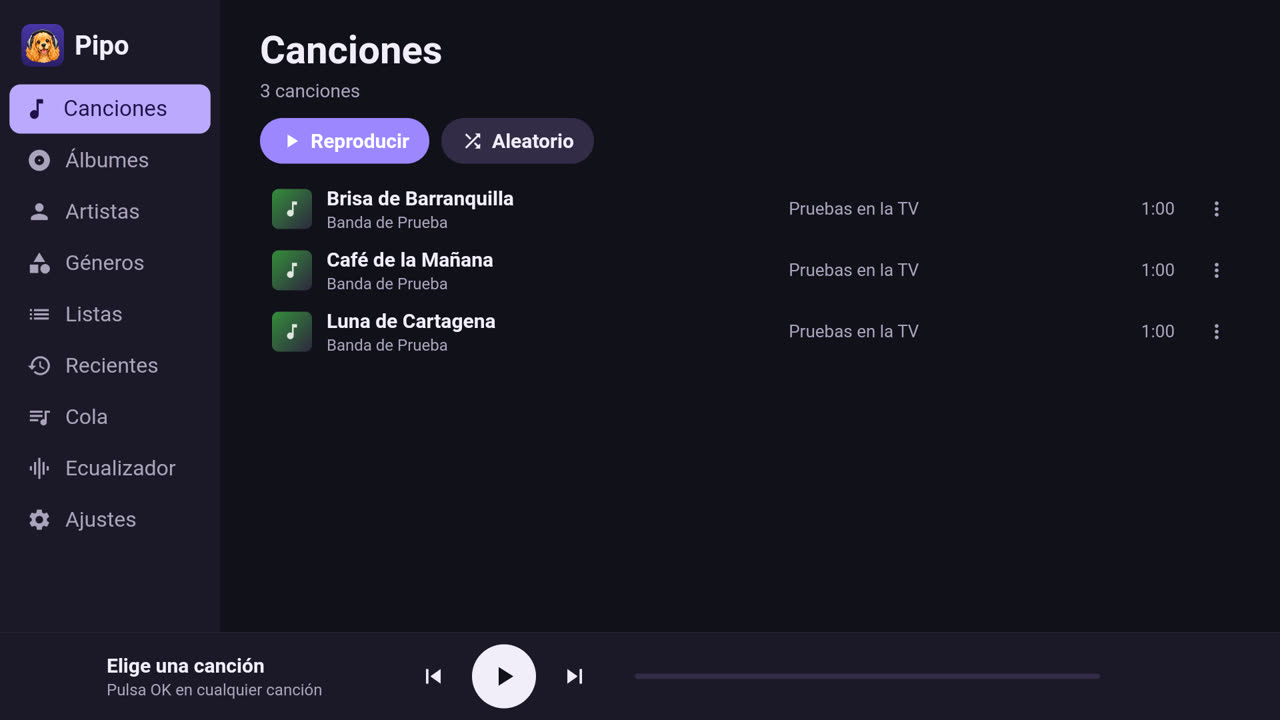 Pipo
Canciones
Álbumes
Artistas
Géneros
Listas
Recientes
Cola
Ecualizador
Ajustes
Canciones
3 canciones
Reproducir
Aleatorio
Brisa de Barranquilla
Banda de Prueba
Pruebas en la TV
1:00
Café de la Mañana
Banda de Prueba
Pruebas en la TV
1:00
Luna de Cartagena
Banda de Prueba
Pruebas en la TV
1:00
Elige una canción
Pulsa OK en cualquier canción